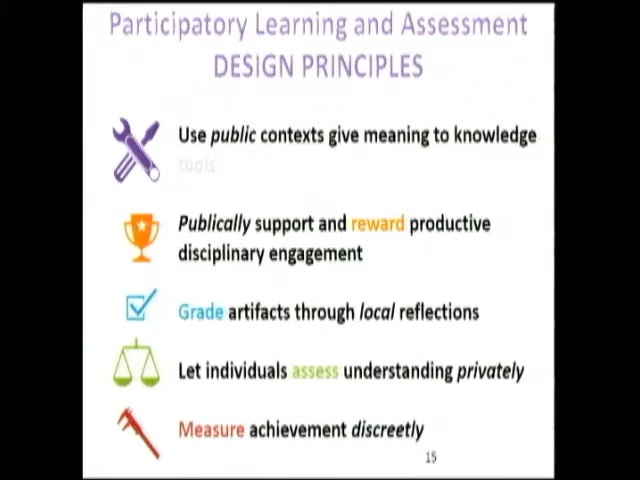 Participatory Learning and Assessment
DESIGN PRINCIPLES
Use public contexts give meaning to knowledge
tools
Publically support and reward productive
disciplinary engagement
Grade artifacts through local reflections
Let individuals assess understanding privately
Measure achievement discreetly
15